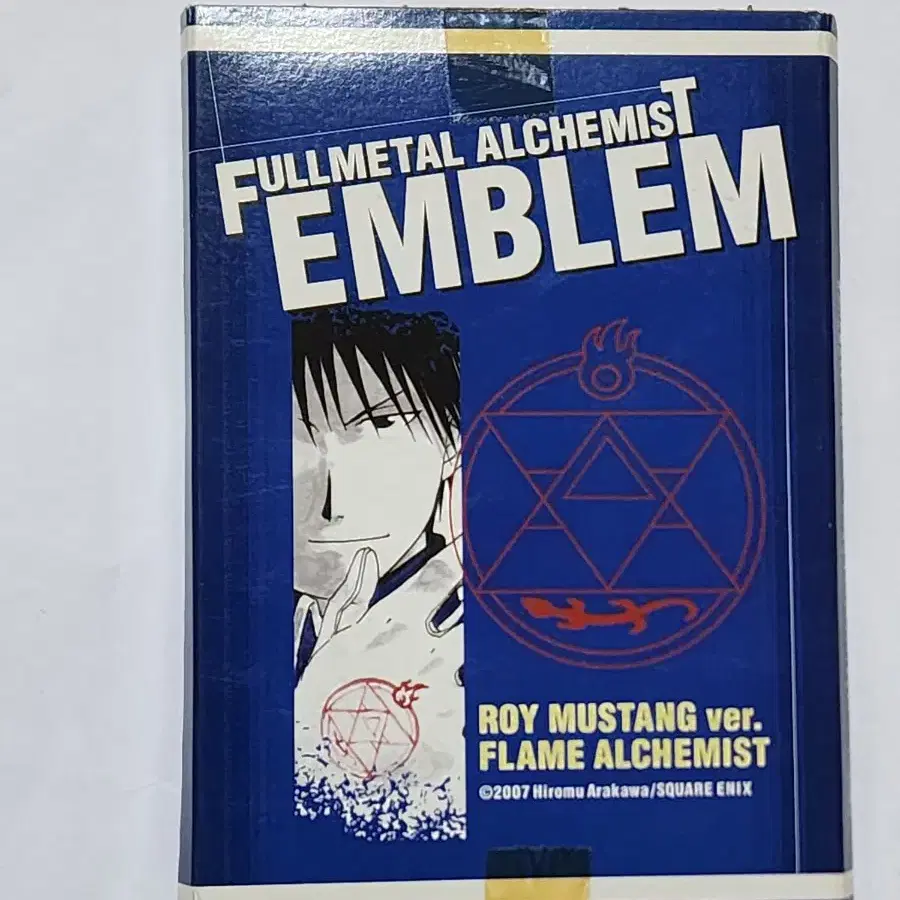 FULLMETAL ALCHEMIST
EMBLEM
ROY MUSTANG ver.
FLAME ALCHEMIST
©2007 Hiromu Arakawa/SQUARE ENIX